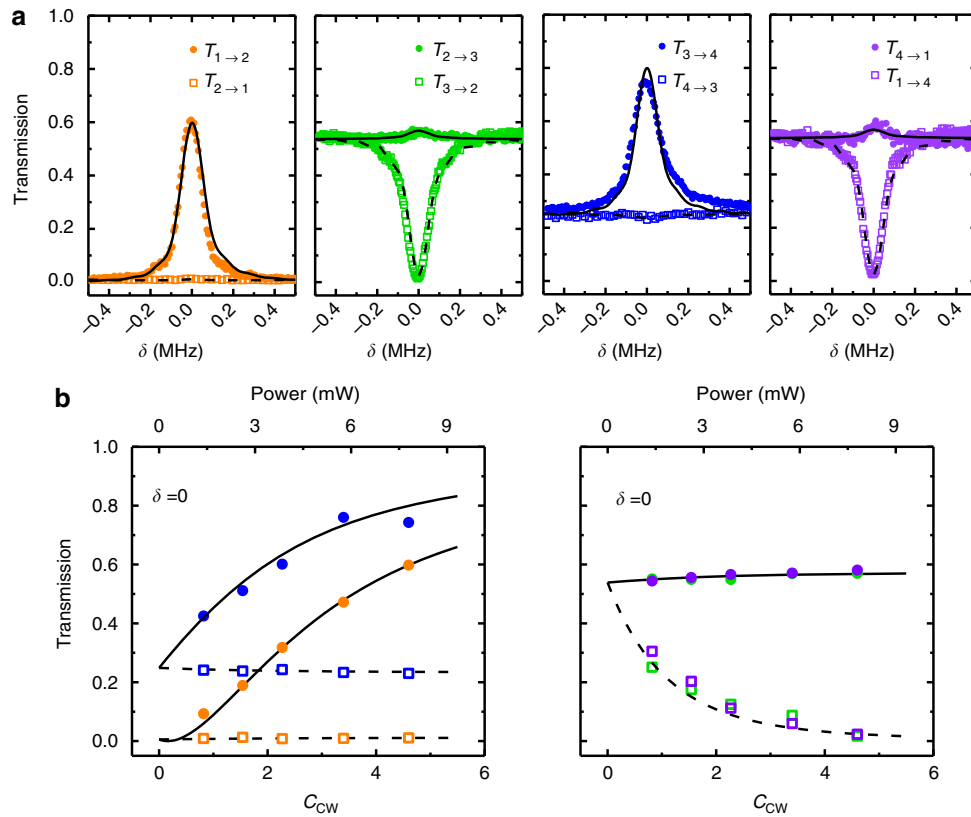 a
T1→2
T2→1
T2→3
T3→2
T3→4
T4→3
T4→1
T1→4
Transmission
1.0
0.8
0.6
0.4
0.2
0.0
−0.4 −0.2 0.0 0.2 0.4
−0.4 −0.2 0.0 0.2 0.4
−0.4 −0.2 0.0 0.2 0.4
−0.4 −0.2 0.0 0.2 0.4
δ (MHz)
δ (MHz)
δ (MHz)
δ (MHz)
b
Power (mW)
0 3 6 9
δ =0
Transmission
1.0
0.8
0.6
0.4
0.2
0.0
0 2 4 6
CCW
Power (mW)
0 3 6 9
δ =0
0 2 4 6
CCW